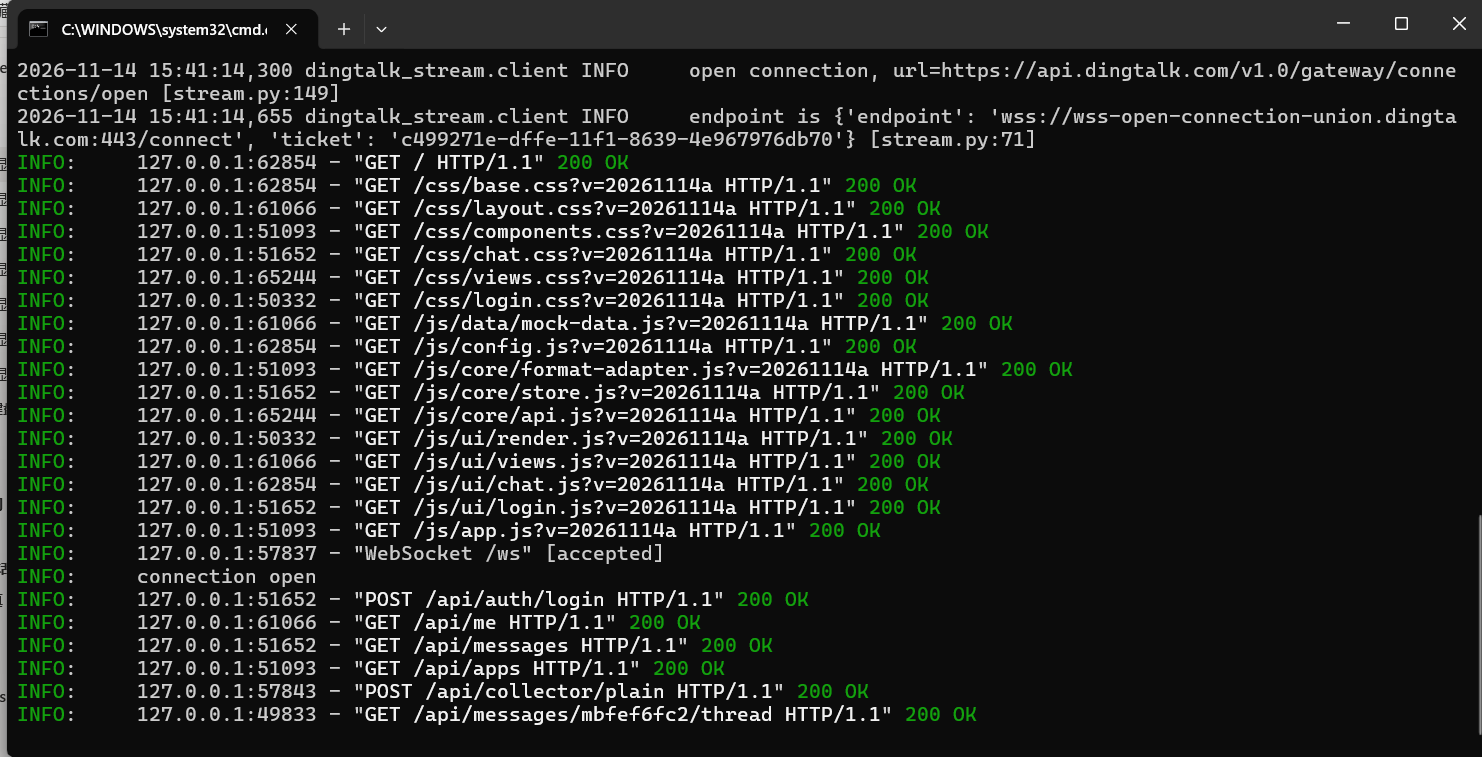 C:\WINDOWS\system32\cmd.
2026-11-14 15:41:14,300 dingtalk_stream.client INFO     open connection, url=https://api.dingtalk.com/v1.0/gateway/conne
ctions/open [stream.py:149]
2026-11-14 15:41:14,655 dingtalk_stream.client INFO     endpoint is {'endpoint': 'wss://wss-open-connection-union.dingta
lk.com:443/connect', 'ticket': 'c499271e-dffe-11f1-8639-4e967976db70'} [stream.py:71]
INFO:     127.0.0.1:62854 - "GET / HTTP/1.1" 200 OK
INFO:     127.0.0.1:62854 - "GET /css/base.css?v=20261114a HTTP/1.1" 200 OK
INFO:     127.0.0.1:61066 - "GET /css/layout.css?v=20261114a HTTP/1.1" 200 OK
INFO:     127.0.0.1:51093 - "GET /css/components.css?v=20261114a HTTP/1.1" 200 OK
INFO:     127.0.0.1:51652 - "GET /css/chat.css?v=20261114a HTTP/1.1" 200 OK
INFO:     127.0.0.1:65244 - "GET /css/views.css?v=20261114a HTTP/1.1" 200 OK
INFO:     127.0.0.1:50332 - "GET /css/login.css?v=20261114a HTTP/1.1" 200 OK
INFO:     127.0.0.1:61066 - "GET /js/data/mock-data.js?v=20261114a HTTP/1.1" 200 OK
INFO:     127.0.0.1:62854 - "GET /js/config.js?v=20261114a HTTP/1.1" 200 OK
INFO:     127.0.0.1:51093 - "GET /js/core/format-adapter.js?v=20261114a HTTP/1.1" 200 OK
INFO:     127.0.0.1:51652 - "GET /js/core/store.js?v=20261114a HTTP/1.1" 200 OK
INFO:     127.0.0.1:65244 - "GET /js/core/api.js?v=20261114a HTTP/1.1" 200 OK
INFO:     127.0.0.1:50332 - "GET /js/ui/render.js?v=20261114a HTTP/1.1" 200 OK
INFO:     127.0.0.1:61066 - "GET /js/ui/views.js?v=20261114a HTTP/1.1" 200 OK
INFO:     127.0.0.1:62854 - "GET /js/ui/chat.js?v=20261114a HTTP/1.1" 200 OK
INFO:     127.0.0.1:51652 - "GET /js/ui/login.js?v=20261114a HTTP/1.1" 200 OK
INFO:     127.0.0.1:51093 - "GET /js/app.js?v=20261114a HTTP/1.1" 200 OK
INFO:     127.0.0.1:57837 - "WebSocket /ws" [accepted]
INFO:     connection open
INFO:     127.0.0.1:51652 - "POST /api/auth/login HTTP/1.1" 200 OK
INFO:     127.0.0.1:61066 - "GET /api/me HTTP/1.1" 200 OK
INFO:     127.0.0.1:51652 - "GET /api/messages HTTP/1.1" 200 OK
INFO:     127.0.0.1:51093 - "GET /api/apps HTTP/1.1" 200 OK
INFO:     127.0.0.1:57843 - "POST /api/collector/plain HTTP/1.1" 200 OK
INFO:     127.0.0.1:49833 - "GET /api/messages/mbfef6fc2/thread HTTP/1.1" 200 OK